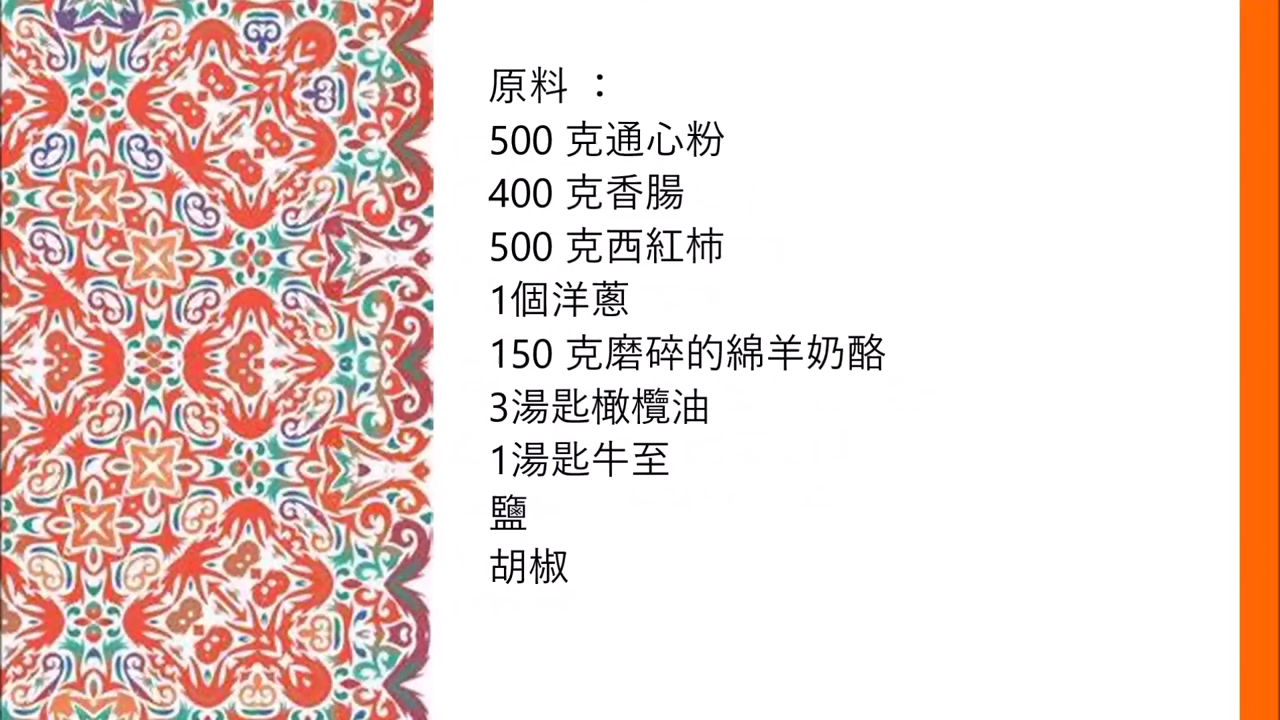 原料 ：
500 克通心粉
400 克香腸
500 克西紅柿
1個洋蔥
150 克磨碎的綿羊奶酪
3湯匙橄欖油
1湯匙牛至
鹽
胡椒